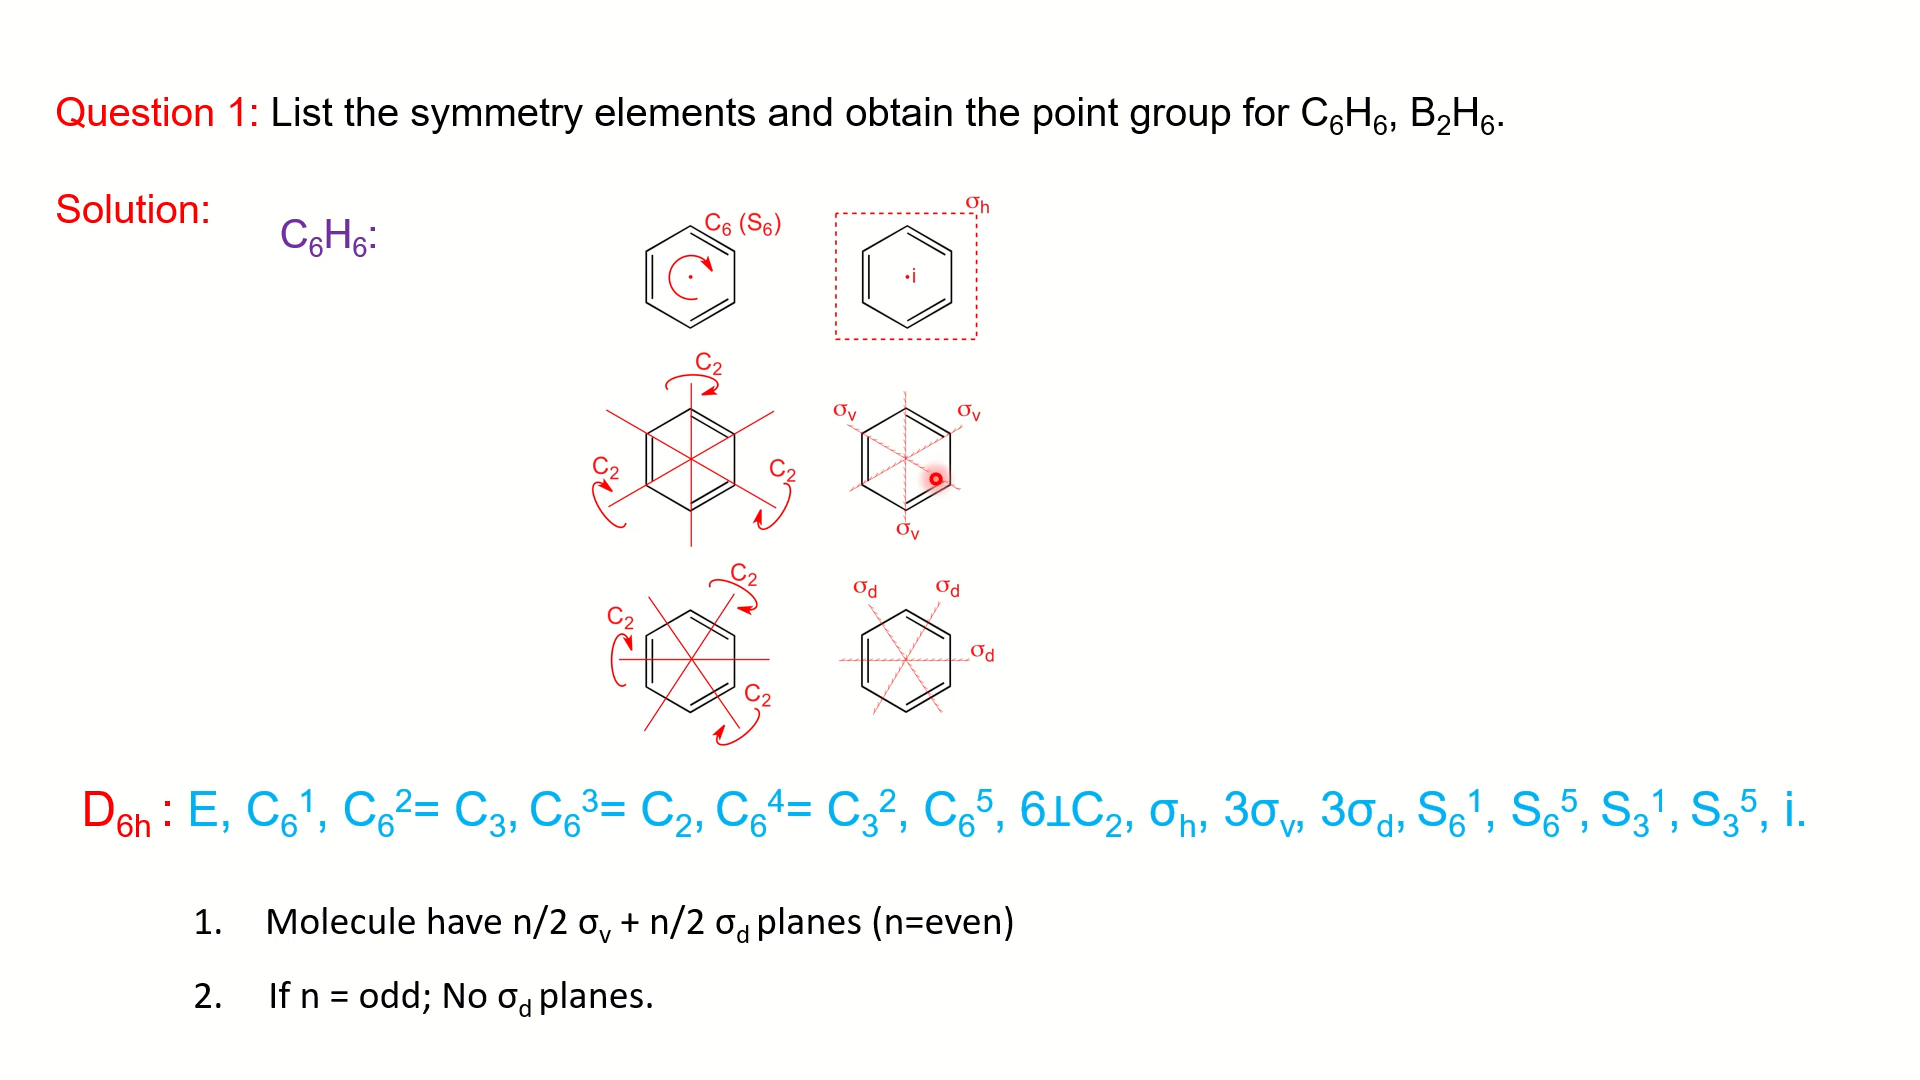 Question 1: List the symmetry elements and obtain the point group for C₆H₆, B₂H₆.
Solution:
C₆H₆:
C₆ (S₆)
σₕ
·i
C₂
C₂
C₂
σᵥ
σᵥ
σᵥ
C₂
C₂
C₂
σd
σd
σd
D₆ₕ : E, C₆¹, C₆²= C₃, C₆³= C₂, C₆⁴= C₃², C₆⁵, 6⊥C₂, σₕ, 3σᵥ, 3σd, S₆¹, S₆⁵, S₃¹, S₃⁵, i.
1. Molecule have n/2 σᵥ + n/2 σd planes (n=even)
2. If n = odd; No σd planes.